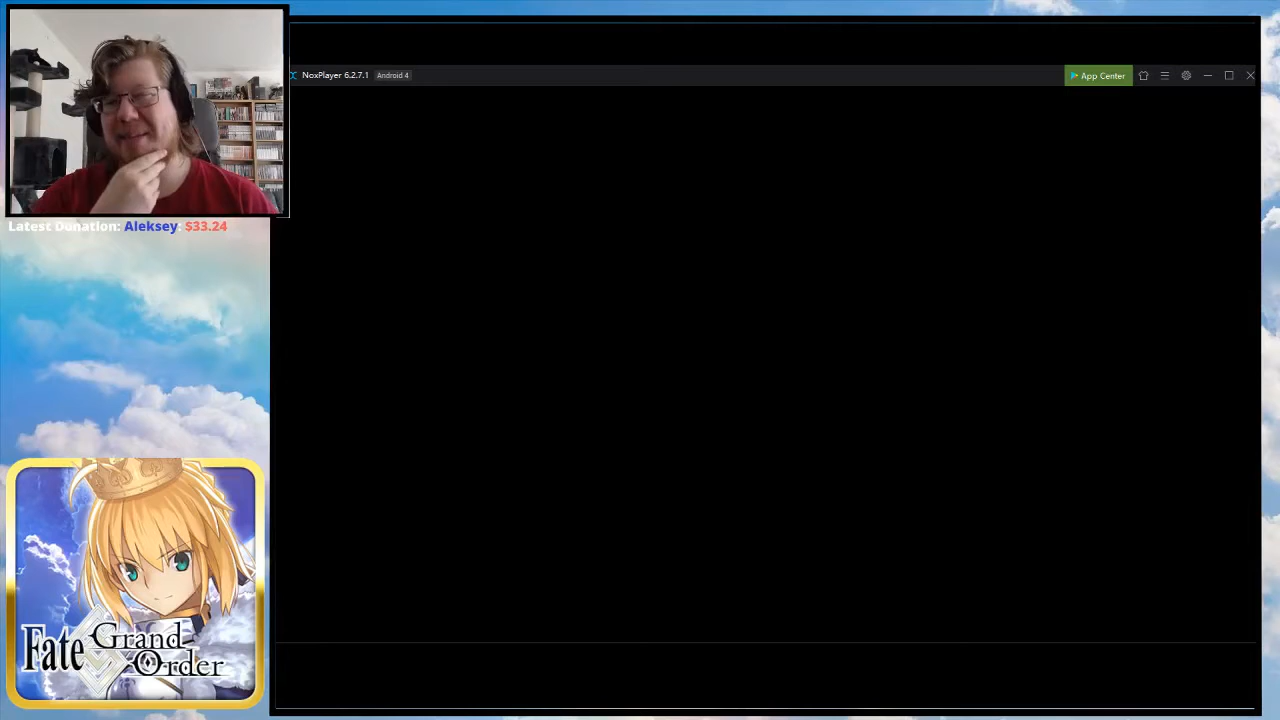 NoxPlayer 6.2.7.1 Android 4
App Center
Latest Donation: Aleksey: $33.24
Fate
Grand
Order